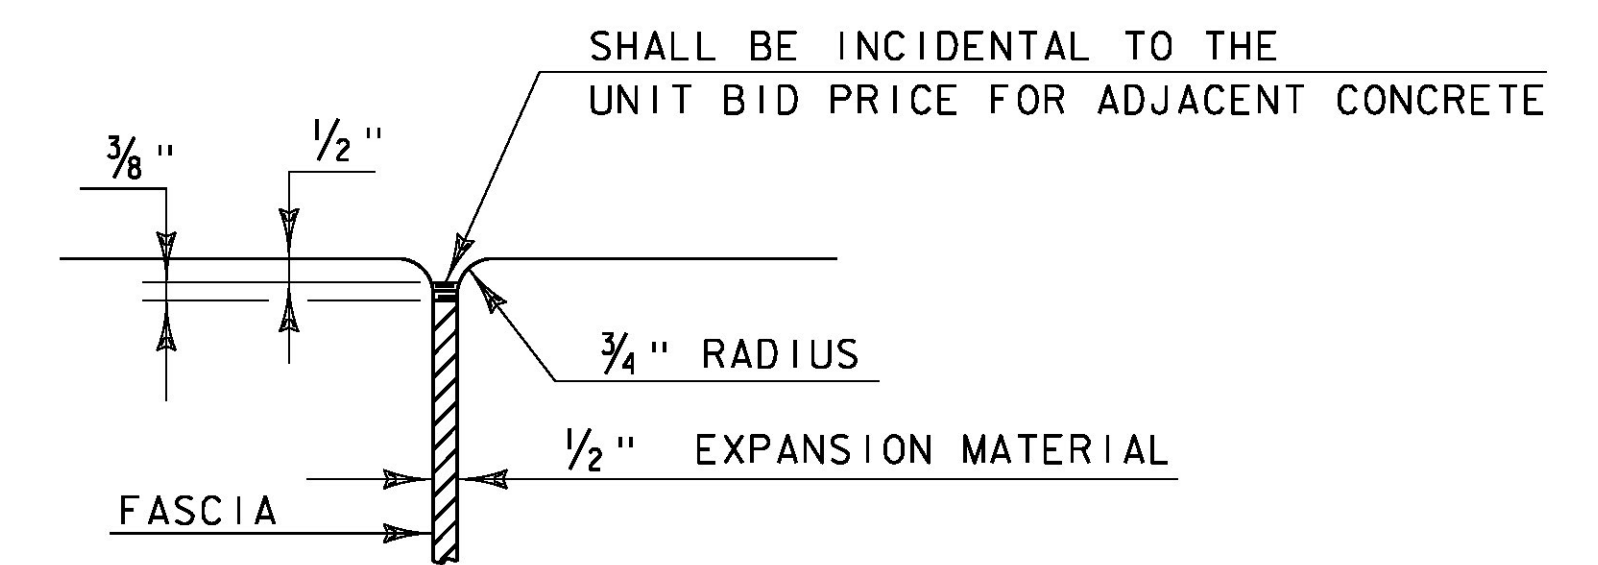 SHALL BE INCIDENTAL TO THE
UNIT BID PRICE FOR ADJACENT CONCRETE
3/8"
1/2"
3/4" RADIUS
1/2" EXPANSION MATERIAL
FASCIA